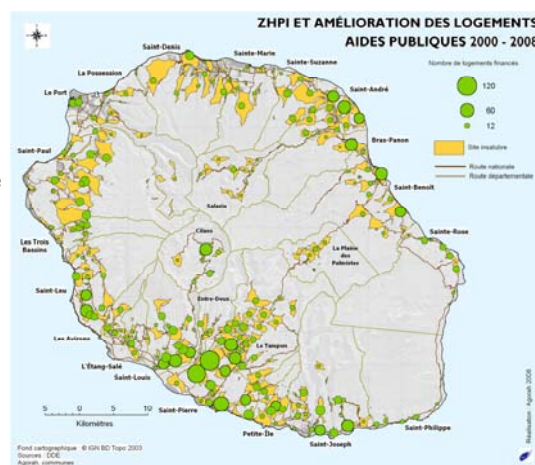 ZHPI ET AMÉLIORATION DES LOGEMENTS
AIDES PUBLIQUES 2000 - 2008
Nombre de logements financés
120
60
12
Site insalubre
Route nationale
Route départementale
Saint-Denis
Sainte-Marie
Sainte-Suzanne
La Possession
Saint-André
Le Port
Bras-Panon
Saint-Paul
Saint-Benoît
Salazie
Sainte-Rose
Cilaos
Les Trois
Bassins
La Plaine
des
Palmistes
Saint-Leu
Entre-Deux
Les Avirons
Le Tampon
L'Étang-Salé
Saint-Louis
Saint-Pierre
Saint-Philippe
Petite-Île
Saint-Joseph
5 0 5 10
Kilomètres
Fond cartographique : © IGN BD Topo 2003
Sources : DDE
Agorah, communes
Réalisation : Agorah 2008